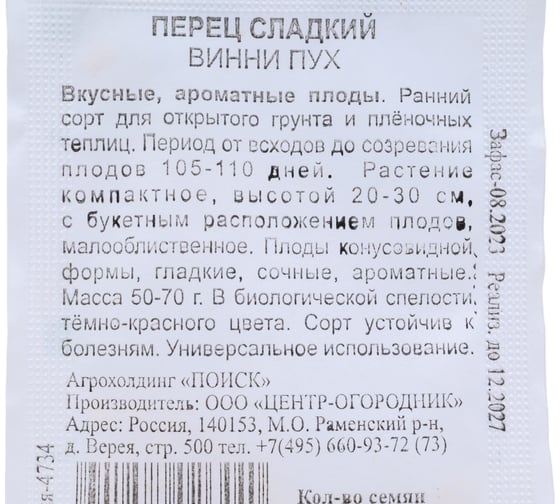 ПЕРЕЦ СЛАДКИЙ
ВИННИ ПУХ
Вкусные, ароматные плоды. Ранний
сорт для открытого грунта и плёночных
теплиц. Период от всходов до созревания
плодов 105-110 дней. Растение
компактное, высотой 20-30 см,
с букетным расположением плодов,
малооблиственное. Плоды конусовидной
формы, гладкие, сочные, ароматные.
Масса 50-70 г. В биологической спелости
тёмно-красного цвета. Сорт устойчив к
болезням. Универсальное использование.
Агрохолдинг «ПОИСК»
Производитель: ООО «ЦЕНТР-ОГОРОДНИК»
Адрес: Россия, 140153, М.О. Раменский р-н,
д. Верея, стр. 500 тел. +7(495) 660-93-72 (73)
Кол-во семян
Зафас-08.2023 Реализ. до 12.2027
я-4734